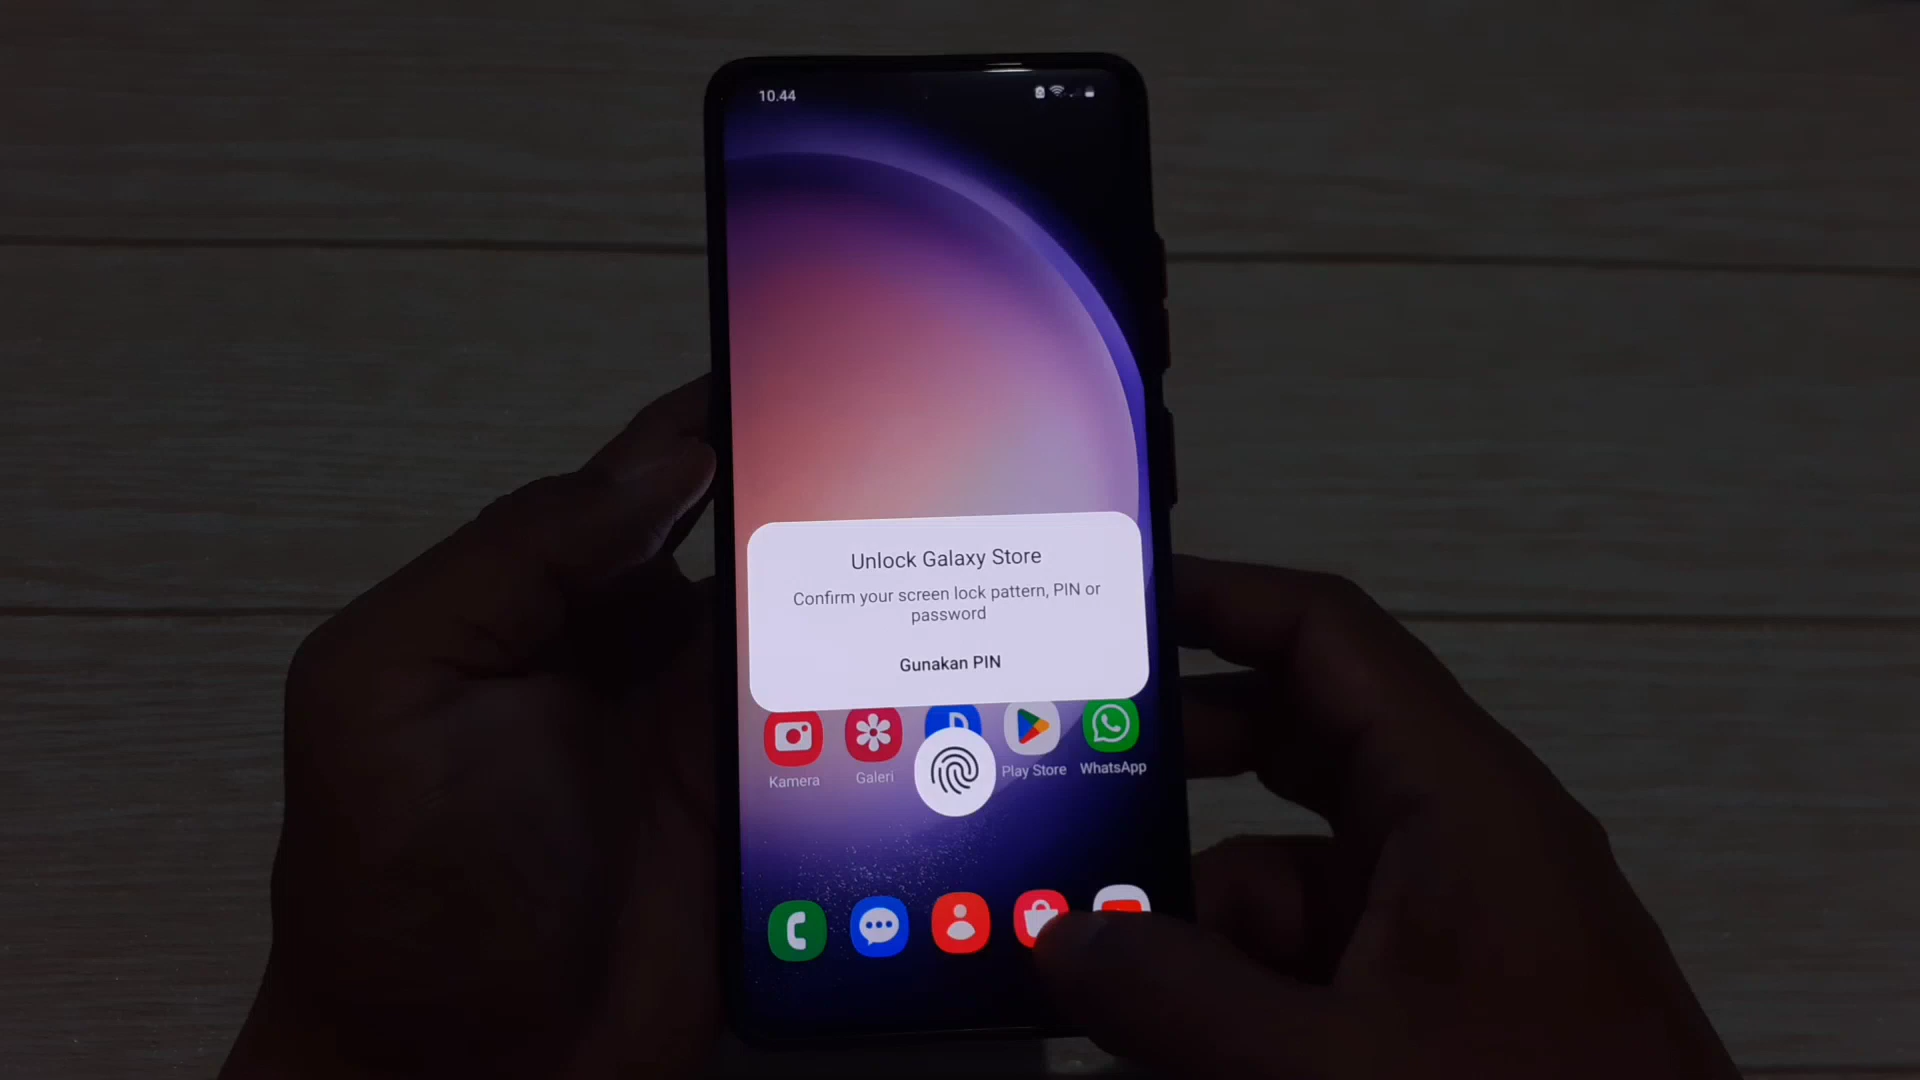 10.44
Unlock Galaxy Store
Confirm your screen lock pattern, PIN or
password
Gunakan PIN
Kamera
Galeri
Play Store
WhatsApp